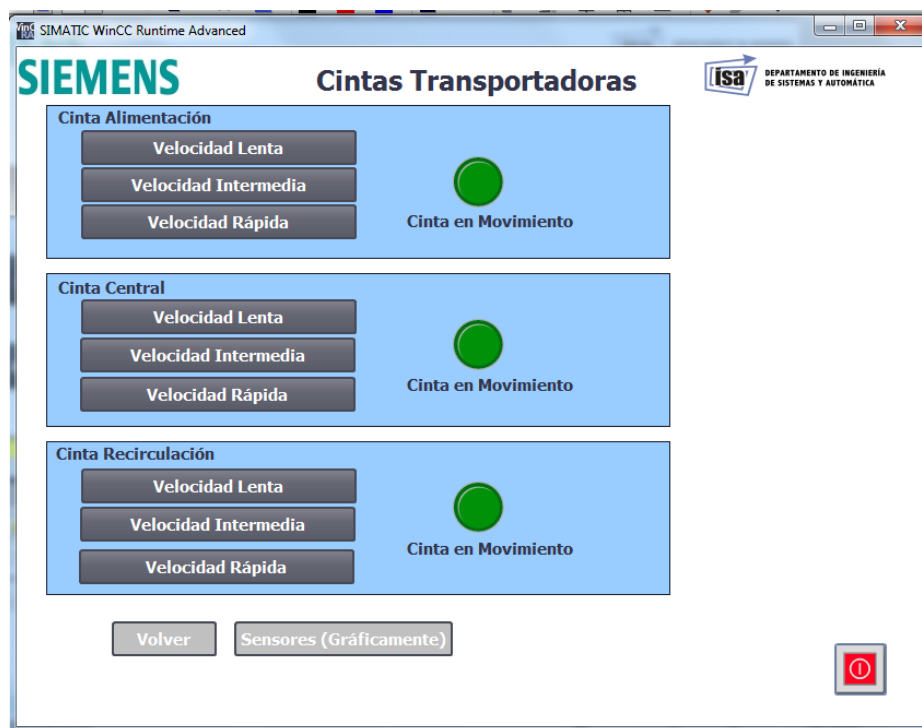 SIMATIC WinCC Runtime Advanced
SIEMENS
Cintas Transportadoras
isa
DEPARTAMENTO DE INGENIERÍA
DE SISTEMAS Y AUTOMÁTICA
Cinta Alimentación
Velocidad Lenta
Velocidad Intermedia
Velocidad Rápida
Cinta en Movimiento
Cinta Central
Velocidad Lenta
Velocidad Intermedia
Velocidad Rápida
Cinta en Movimiento
Cinta Recirculación
Velocidad Lenta
Velocidad Intermedia
Velocidad Rápida
Cinta en Movimiento
Volver
Sensores (Gráficamente)